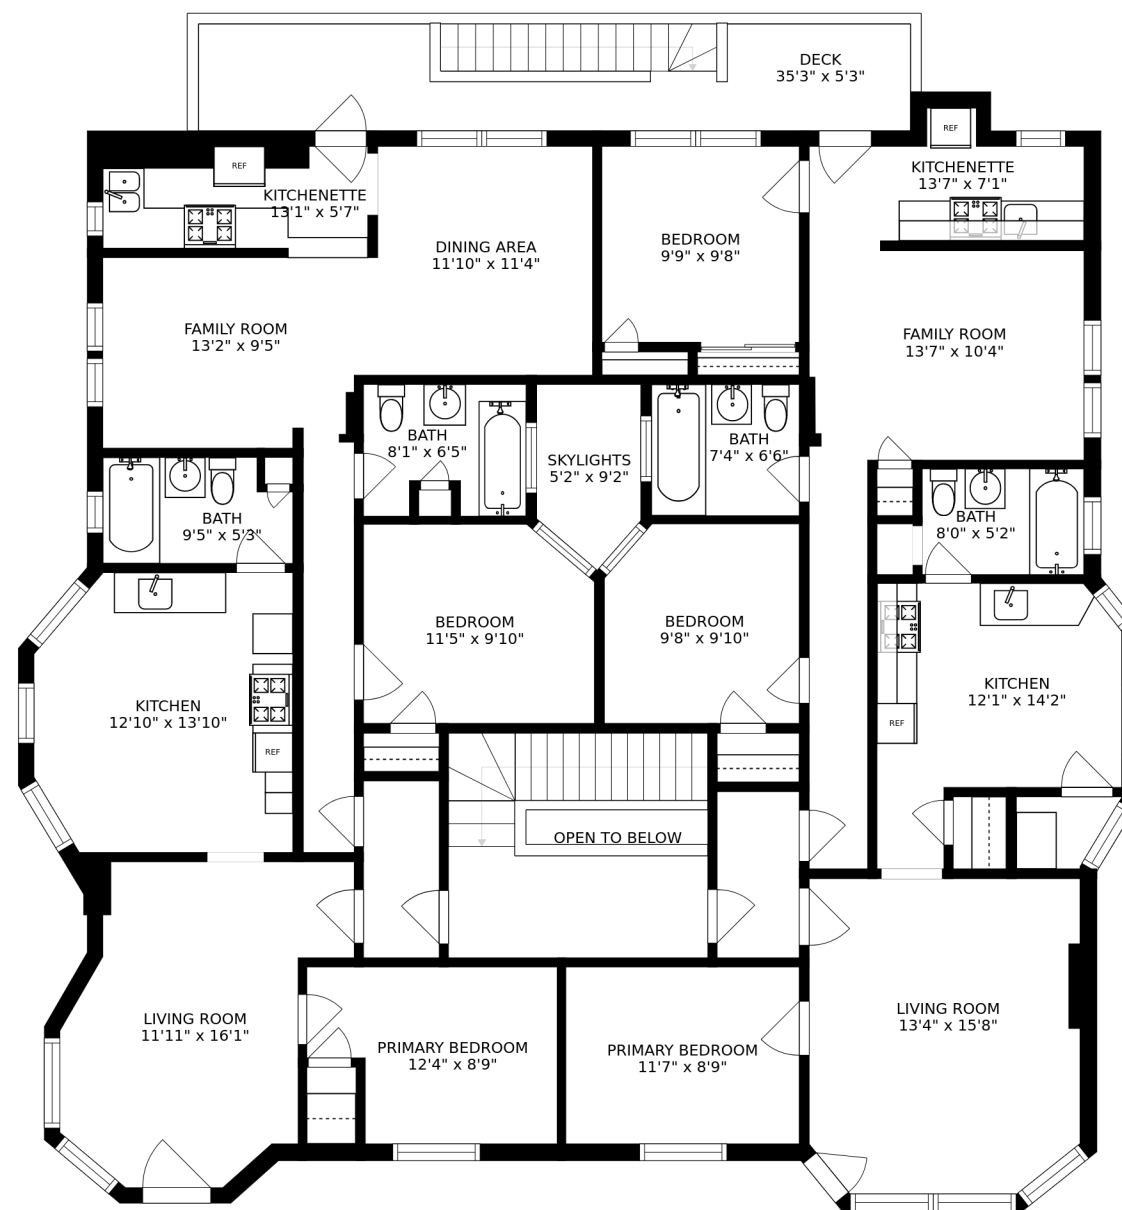 DECK
35'3" x 5'3"
REF
REF
KITCHENETTE
13'1" x 5'7"
KITCHENETTE
13'7" x 7'1"
DINING AREA
11'10" x 11'4"
BEDROOM
9'9" x 9'8"
FAMILY ROOM
13'2" x 9'5"
FAMILY ROOM
13'7" x 10'4"
BATH
8'1" x 6'5"
SKYLIGHTS
5'2" x 9'2"
BATH
7'4" x 6'6"
BATH
9'5" x 5'3"
BATH
8'0" x 5'2"
BEDROOM
11'5" x 9'10"
BEDROOM
9'8" x 9'10"
KITCHEN
12'10" x 13'10"
KITCHEN
12'1" x 14'2"
REF
REF
OPEN TO BELOW
LIVING ROOM
11'11" x 16'1"
LIVING ROOM
13'4" x 15'8"
PRIMARY BEDROOM
12'4" x 8'9"
PRIMARY BEDROOM
11'7" x 8'9"